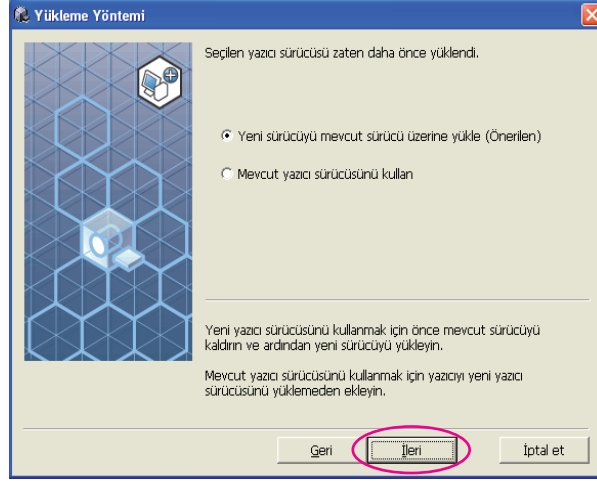 Yükleme Yöntemi
Seçilen yazıcı sürücüsü zaten daha önce yüklendi.
Yeni sürücüyü mevcut sürücü üzerine yükle (Önerilen)
Mevcut yazıcı sürücüsünü kullan
Yeni yazıcı sürücüsünü kullanmak için önce mevcut sürücüyü
kaldırın ve ardından yeni sürücüyü yükleyin.
Mevcut yazıcı sürücüsünü kullanmak için yazıcıyı yeni yazıcı
sürücüsünü yüklemeden ekleyin.
Geri
İleri
İptal et